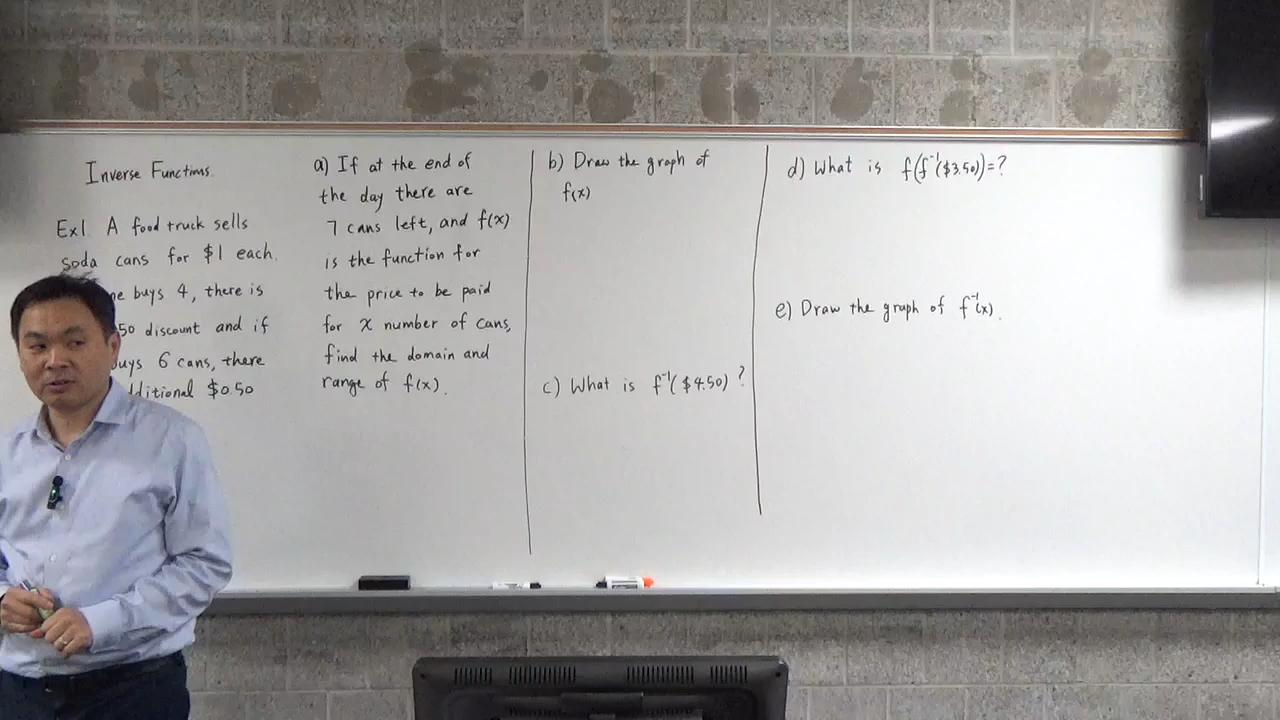 Inverse Functions.
Ex1. A food truck sells
soda cans for $1 each.
buys 4, there is
50 discount and if
6 cans, there
$0.50
a) If at the end of
the day there are
7 cans left, and f(x)
is the function for
the price to be paid
for x number of cans,
find the domain and
range of f(x).
b) Draw the graph of
f(x)
c) What is f⁻¹($4.50)?
d) What is f(f⁻¹($3.50))=?
e) Draw the graph of f⁻¹(x).